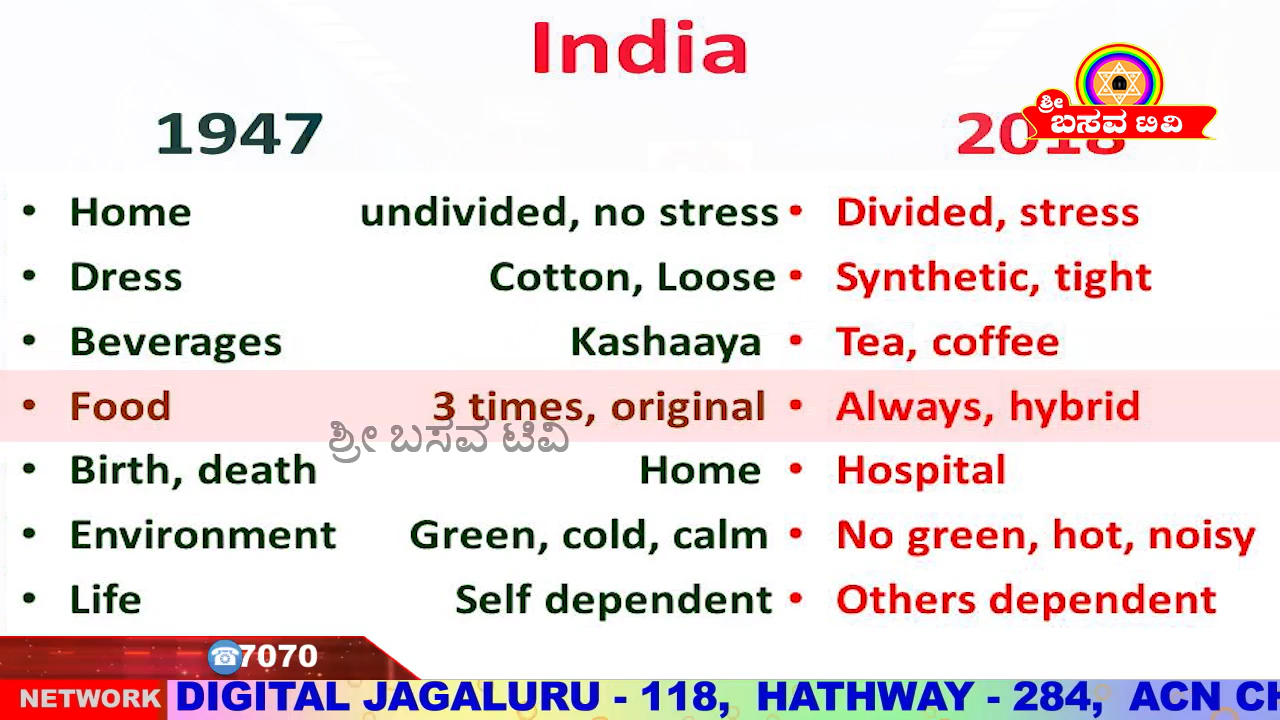 India
1947 2018
ಶ್ರೀ
ಬಸವ ಟಿವಿ
• Home undivided, no stress • Divided, stress
• Dress Cotton, Loose • Synthetic, tight
• Beverages Kashaaya • Tea, coffee
• Food 3 times, original • Always, hybrid
ಶ್ರೀ ಬಸವ ಟಿವಿ
• Birth, death Home • Hospital
• Environment Green, cold, calm • No green, hot, noisy
• Life Self dependent • Others dependent
7070
NETWORK DIGITAL JAGALURU - 118, HATHWAY - 284, ACN CH